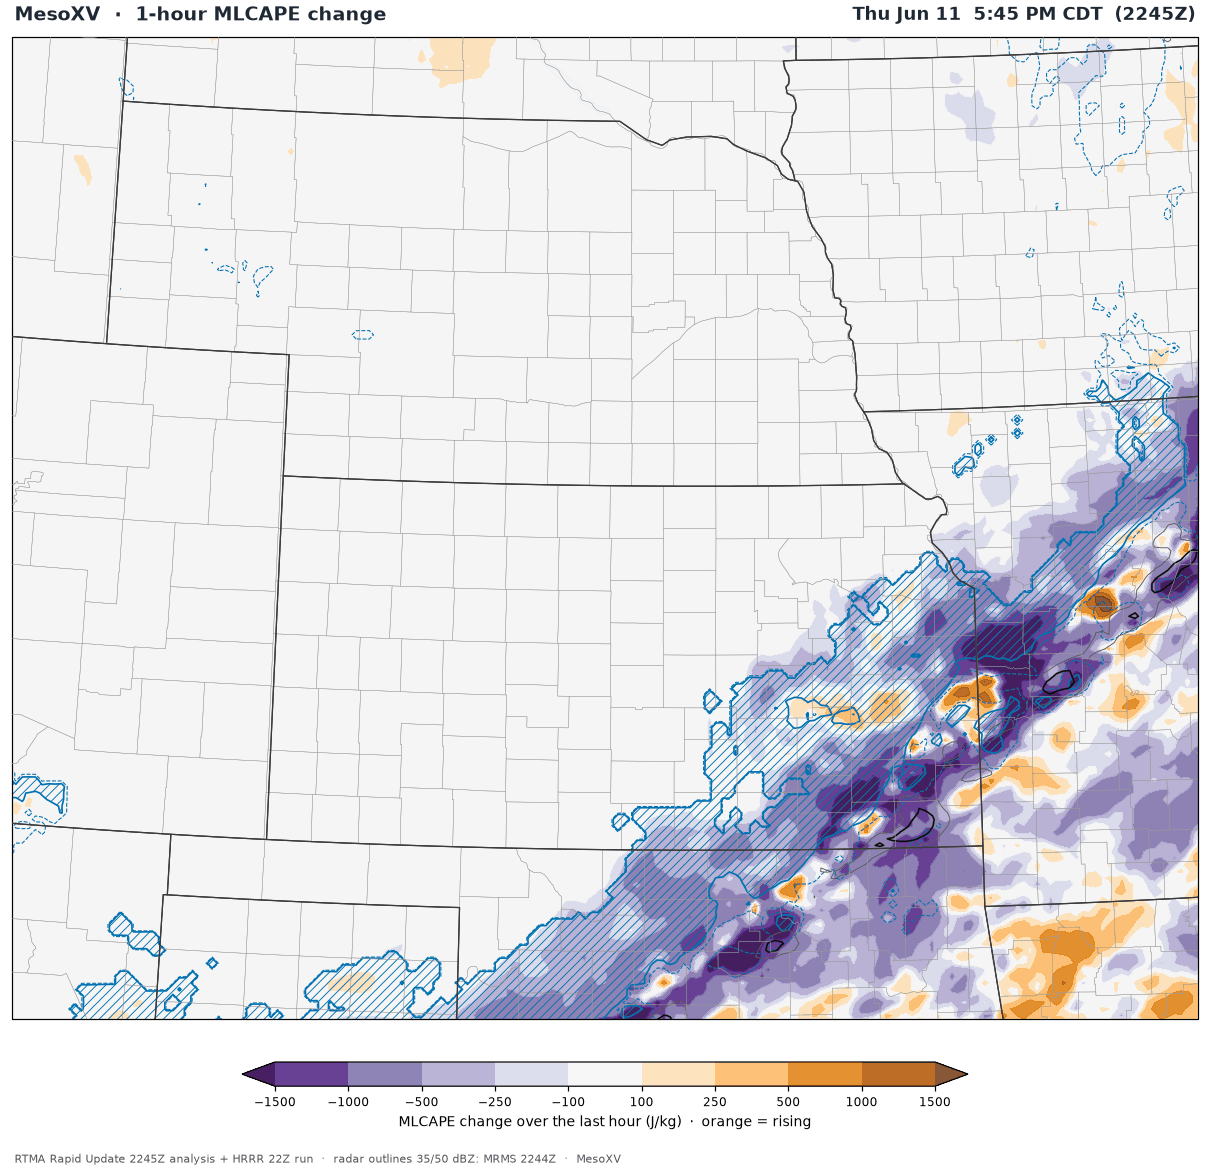 MesoXV · 1-hour MLCAPE change
Thu Jun 11 5:45 PM CDT (2245Z)
−1500 −1000 −500 −250 −100 100 250 500 1000 1500
MLCAPE change over the last hour (J/kg) · orange = rising
RTMA Rapid Update 2245Z analysis + HRRR 22Z run · radar outlines 35/50 dBZ: MRMS 2244Z · MesoXV